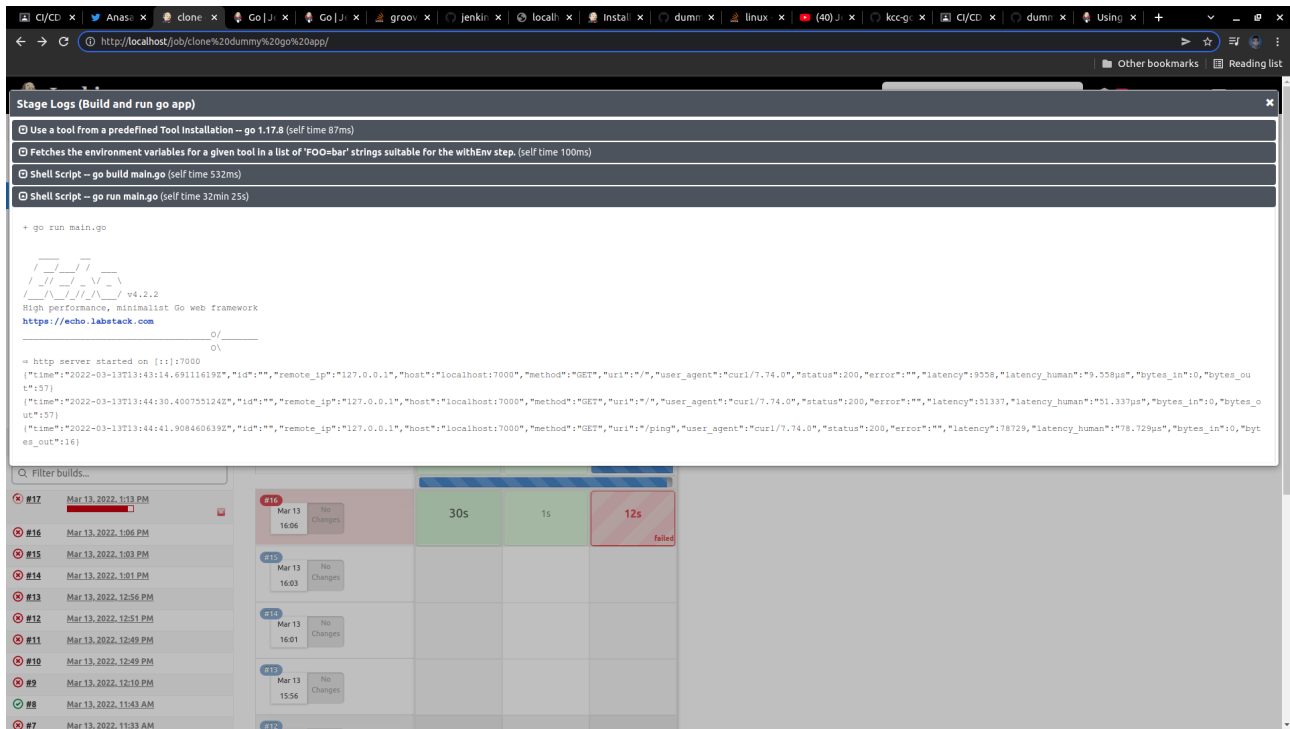 CI/CD
Anasa
clone
Go | Je
Go | Je
groov
jenkin
localh
Install
dumm
linux -
(40) Je
kcc-gc
CI/CD
dumm
Using
http://localhost/job/clone%20dummy%20go%20app/
Other bookmarks
Reading list
Stage Logs (Build and run go app)
Use a tool from a predefined Tool Installation -- go 1.17.8 (self time 87ms)
Fetches the environment variables for a given tool in a list of 'FOO=bar' strings suitable for the withEnv step. (self time 100ms)
Shell Script -- go build main.go (self time 532ms)
Shell Script -- go run main.go (self time 32min 25s)
+ go run main.go
v4.2.2
High performance, minimalist Go web framework
https://echo.labstack.com
____________________________________O/_______
O\
⇨ http server started on [::]:7000
{"time":"2022-03-13T13:43:14.69111619Z","id":"","remote_ip":"127.0.0.1","host":"localhost:7000","method":"GET","uri":"/","user_agent":"curl/7.74.0","status":200,"error":"","latency":9558,"latency_human":"9.558µs","bytes_in":0,"bytes_ou
t":57}
{"time":"2022-03-13T13:44:30.400755124Z","id":"","remote_ip":"127.0.0.1","host":"localhost:7000","method":"GET","uri":"/","user_agent":"curl/7.74.0","status":200,"error":"","latency":51337,"latency_human":"51.337µs","bytes_in":0,"bytes_o
ut":57}
{"time":"2022-03-13T13:44:41.908460639Z","id":"","remote_ip":"127.0.0.1","host":"localhost:7000","method":"GET","uri":"/ping","user_agent":"curl/7.74.0","status":200,"error":"","latency":78729,"latency_human":"78.729µs","bytes_in":0,"byt
es_out":16}
Filter builds...
#17 Mar 13, 2022, 1:13 PM
#16 Mar 13, 2022, 1:06 PM
#15 Mar 13, 2022, 1:03 PM
#14 Mar 13, 2022, 1:01 PM
#13 Mar 13, 2022, 12:56 PM
#12 Mar 13, 2022, 12:51 PM
#11 Mar 13, 2022, 12:49 PM
#10 Mar 13, 2022, 12:49 PM
#9 Mar 13, 2022, 12:10 PM
#8 Mar 13, 2022, 11:43 AM
#7 Mar 13, 2022, 11:33 AM
#16
Mar 13
16:06
No
Changes
30s
1s
12s
failed
#15
Mar 13
16:03
No
Changes
#14
Mar 13
16:01
No
Changes
#13
Mar 13
15:56
No
Changes
#12